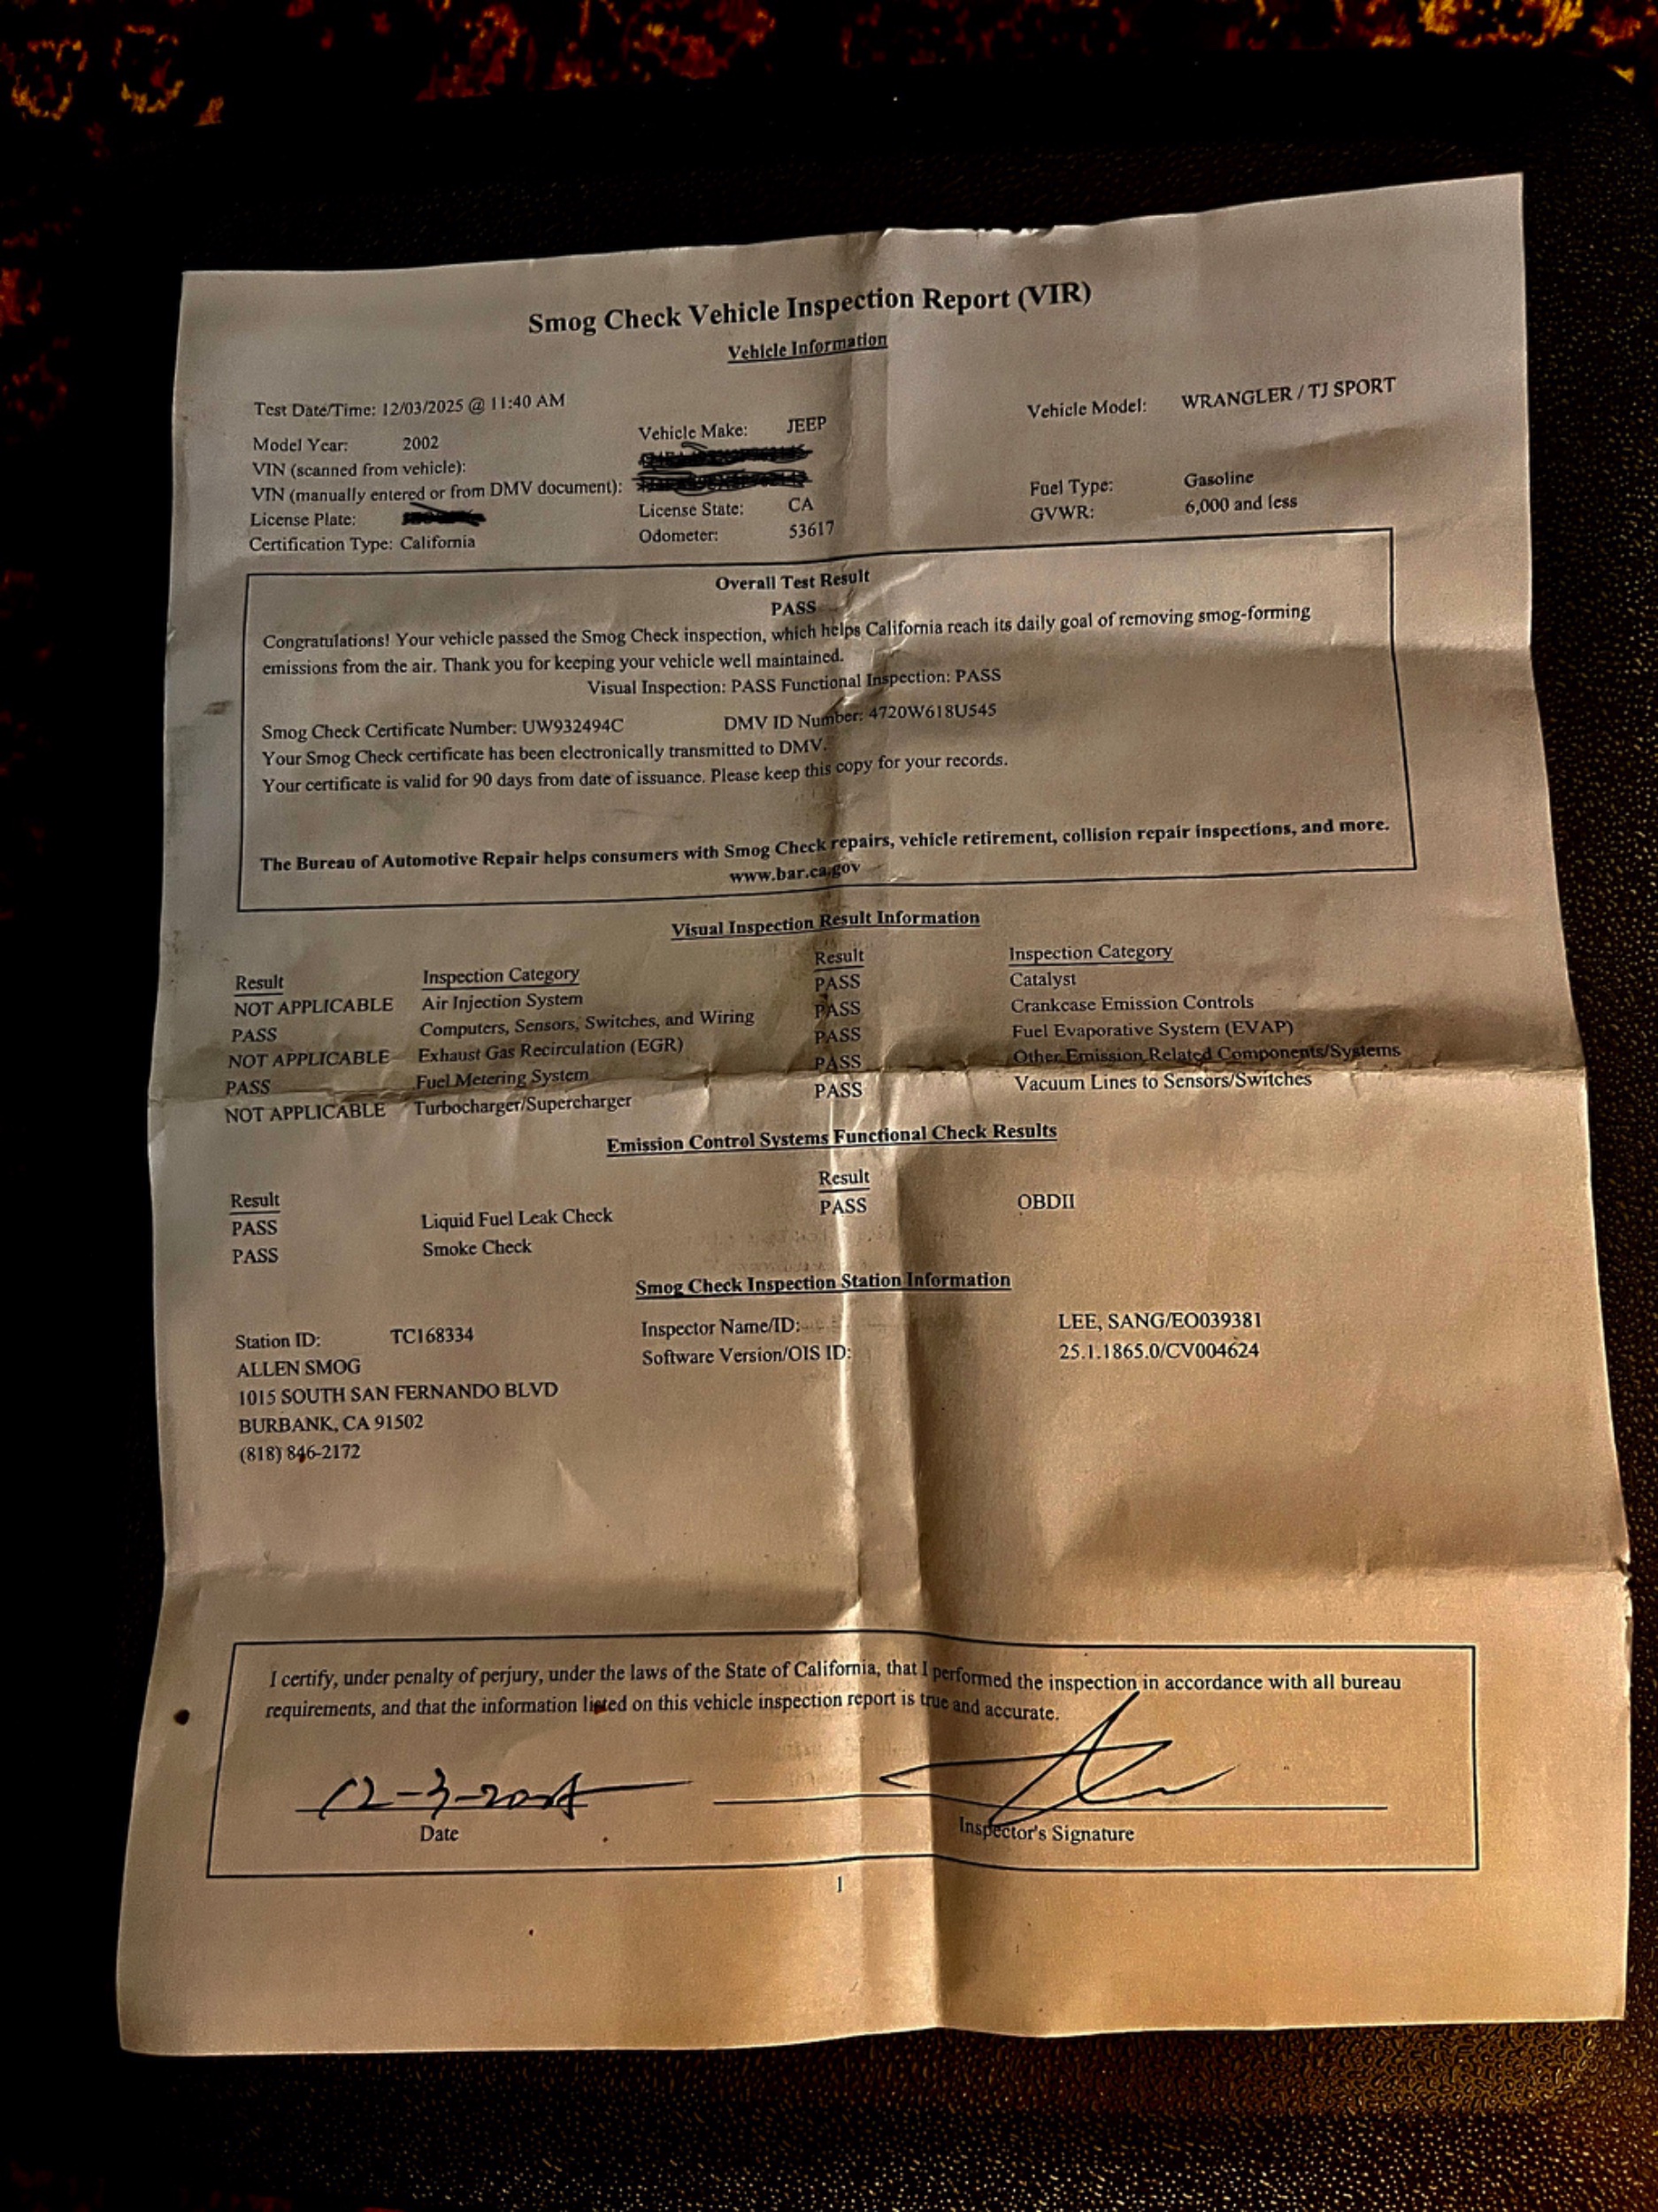 Smog Check Vehicle Inspection Report (VIR)
Vehicle Information
Test Date/Time: 12/03/2025 @ 11:40 AM
Model Year: 2002 Vehicle Make: JEEP Vehicle Model: WRANGLER / TJ SPORT
VIN (scanned from vehicle):
VIN (manually entered or from DMV document): Fuel Type: Gasoline
License Plate: License State: CA GVWR: 6,000 and less
Certification Type: California Odometer: 53617
Overall Test Result
PASS
Congratulations! Your vehicle passed the Smog Check inspection, which helps California reach its daily goal of removing smog-forming
emissions from the air. Thank you for keeping your vehicle well maintained.
Visual Inspection: PASS Functional Inspection: PASS
Smog Check Certificate Number: UW932494C DMV ID Number: 4720W618U545
Your Smog Check certificate has been electronically transmitted to DMV.
Your certificate is valid for 90 days from date of issuance. Please keep this copy for your records.
The Bureau of Automotive Repair helps consumers with Smog Check repairs, vehicle retirement, collision repair inspections, and more.
www.bar.ca.gov
Visual Inspection Result Information
Result Inspection Category Result Inspection Category
NOT APPLICABLE Air Injection System PASS Catalyst
PASS Computers, Sensors, Switches, and Wiring PASS Crankcase Emission Controls
NOT APPLICABLE Exhaust Gas Recirculation (EGR) PASS Fuel Evaporative System (EVAP)
PASS Fuel Metering System PASS Other Emission Related Components/Systems
NOT APPLICABLE Turbocharger/Supercharger PASS Vacuum Lines to Sensors/Switches
Emission Control Systems Functional Check Results
Result Result
PASS Liquid Fuel Leak Check PASS OBDII
PASS Smoke Check
Smog Check Inspection Station Information
Station ID: TC168334 Inspector Name/ID: LEE, SANG/EO039381
ALLEN SMOG Software Version/OIS ID: 25.1.1865.0/CV004624
1015 SOUTH SAN FERNANDO BLVD
BURBANK, CA 91502
(818) 846-2172
I certify, under penalty of perjury, under the laws of the State of California, that I performed the inspection in accordance with all bureau
requirements, and that the information listed on this vehicle inspection report is true and accurate.
12-3-2025
Date Inspector's Signature
1